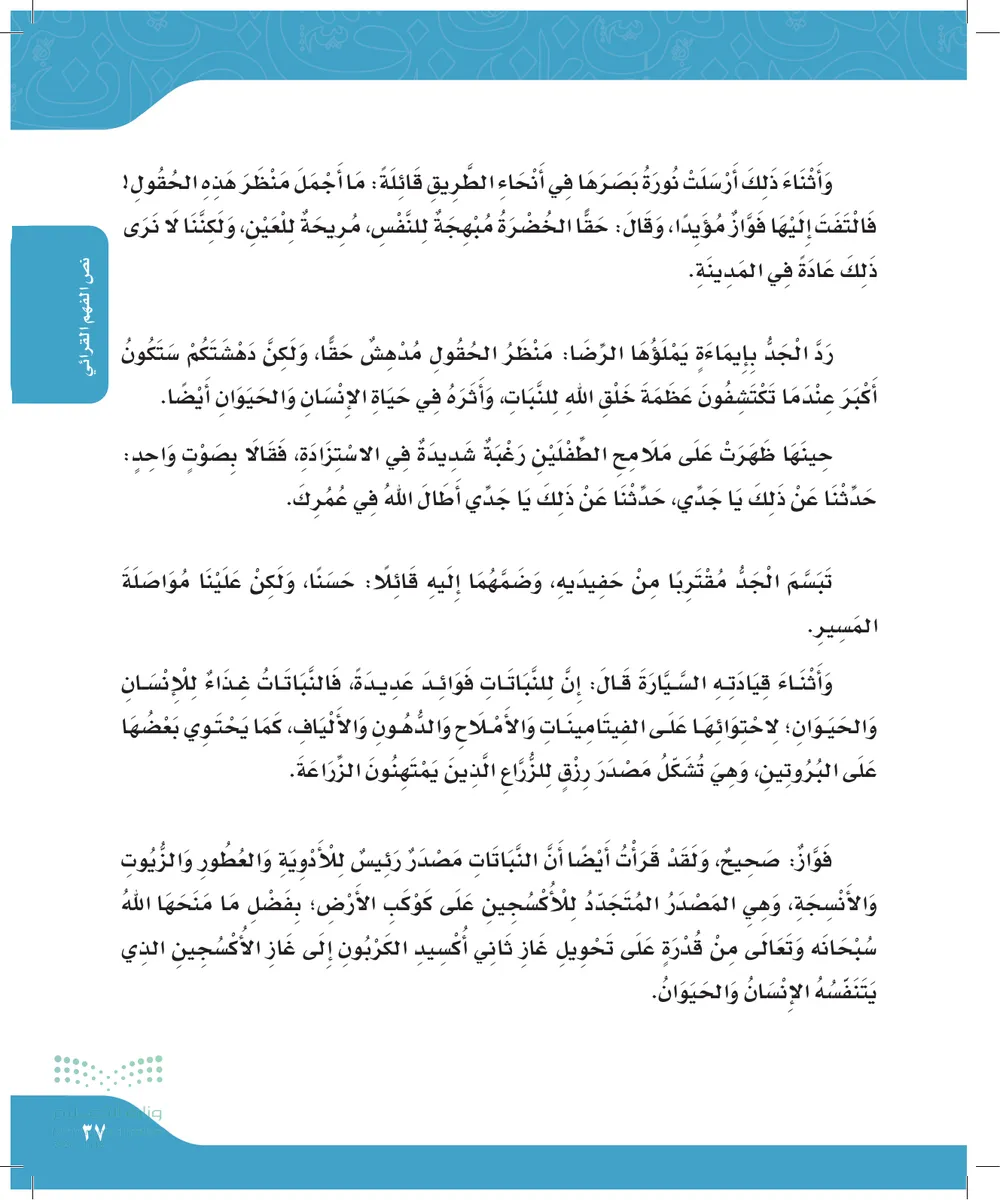 نص الفهم القرائي
وَأَثْنَاءَ ذَلِكَ أَرْسَلَتْ نُورَةُ بَصَرَهَا فِي أَنْحَاءِ الطَّرِيقِ قَائِلَةً: مَا أَجْمَلَ مَنْظَرَ هَذِهِ الحُقُولِ!
فَالْتَفَتَ إِلَيْهَا فَوَّازٌ مُؤَيِدًا، وَقَالَ: حَقًّا الخُضْرَةُ مُبْهِجَةٌ لِلنَّفْسِ، مُرِيحَةٌ لِلْعَيْنِ، وَلَكِنَّنَا لَا نَرَى
ذَلِكَ عَادَةً فِي المَدِينَةِ.
رَدَّ الْجَدُّ بِإِيمَاءَةٍ يَمْلَؤُهَا الرِّضَا: مَنْظَرُ الحُقُولِ مُدْهِشٌ حَقًّا، وَلَكِنَّ دَهْشَتَكُمْ سَتَكُونُ
أَكْبَرَ عِنْدَمَا تَكْتَشِفُونَ عَظَمَةَ خَلْقِ اللهِ لِلنَّبَاتِ، وَأَثَرَهُ فِي حَيَاةِ الإِنْسَانِ وَالحَيَوَانِ أَيْضًا.
حِينَهَا ظَهَرَتْ عَلَى مَلَامِحِ الطِّفْلَيْنِ رَغْبَةٌ شَدِيدَةٌ فِي الاسْتِزَادَةِ، فَقَالَا بِصَوْتٍ وَاحِدٍ:
حَدِّثْنَا عَنْ ذَلِكَ يَا جَدِّي، حَدِّثْنَا عَنْ ذَلِكَ يَا جَدِّي أَطَالَ اللهُ فِي عُمُرِكَ.
تَبَسَّمَ الْجَدُّ مُقْتَرِبًا مِنْ حَفِيدَيهِ، وَضَمَّهُمَا إِلَيهِ قَائِلًا: حَسَنًا، وَلَكِنْ عَلَيْنَا مُوَاصَلَةَ
المَسِيرِ.
وَأَثْنَاءَ قِيَادَتِهِ السَّيَّارَةَ قَالَ: إِنَّ لِلنَّبَاتَاتِ فَوَائِدَ عَدِيدَةً، فَالنَّبَاتَاتُ غِذَاءٌ لِلْإِنْسَانِ
وَالحَيَوَانِ؛ لِاحْتِوَائِهَا عَلَى الفِيتَامِينَاتِ وَالأَمْلَاحِ وَالدُّهُونِ وَالأَلْيَافِ، كَمَا يَحْتَوِي بَعْضُهَا
عَلَى البُرُوتِينِ، وَهِيَ تُشَكِّلُ مَصْدَرَ رِزْقٍ لِلزُّرَّاعِ الَّذِينَ يَمْتَهِنُونَ الزِّرَاعَةَ.
فَوَّازٌ: صَحِيحٌ، وَلَقَدْ قَرَأْتُ أَيْضًا أَنَّ النَّبَاتَاتِ مَصْدَرٌ رَئِيسٌ لِلْأَدْوِيَةِ وَالعُطُورِ وَالزُّيُوتِ
وَالأَنْسِجَةِ، وَهِي المَصْدَرُ المُتَجَدَدُ لِلْأُكْسُجِينِ عَلَى كَوْكَبِ الأَرْضِ؛ بِفَضْلِ مَا مَنَحَهَا اللهُ
سُبْحَانَه وَتَعَالَى مِنْ قُدْرَةٍ عَلَى تَحْوِيلِ غَازِ ثَانِي أُكْسِيد الكَرْبُونِ إِلَى غَازِ الأُكْسُجِينِ الذِي
يَتَنَفّسُهُ الإِنْسَانُ وَالحَيَوَانُ.
٣٧